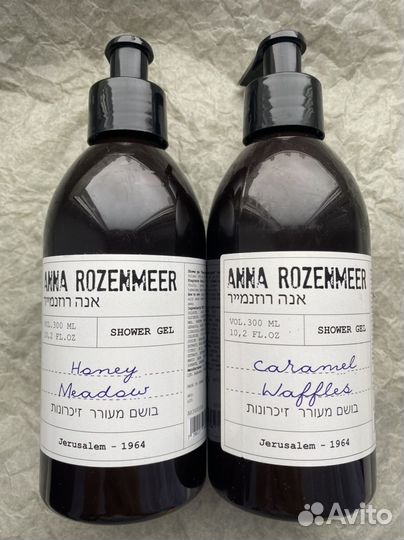 ANNA ROZENMEER
אנה רוזנמייר
VOL.300 ML
10,2 FL.OZ
SHOWER GEL
Honey
Meadow
בושם מעורר זיכרונות
Jerusalem - 1964
ANNA ROZENMEER
אנה רוזנמייר
VOL.300 ML
10,2 FL.OZ
SHOWER GEL
Caramel
Waffles
בושם מעורר זיכרונות
Jerusalem - 1964
Avito